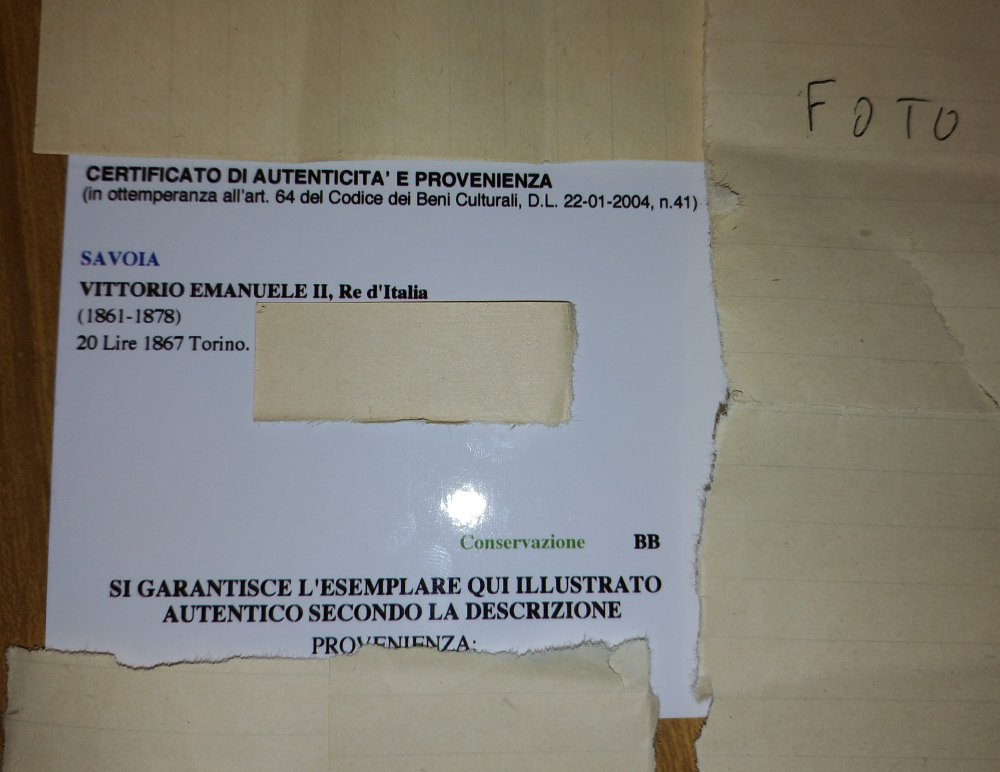 FOTO
CERTIFICATO DI AUTENTICITA' E PROVENIENZA
(in ottemperanza all'art. 64 del Codice dei Beni Culturali, D.L. 22-01-2004, n.41)
SAVOIA
VITTORIO EMANUELE II, Re d'Italia
(1861-1878)
20 Lire 1867 Torino.
Conservazione BB
SI GARANTISCE L'ESEMPLARE QUI ILLUSTRATO
AUTENTICO SECONDO LA DESCRIZIONE
PROVENIENZA: